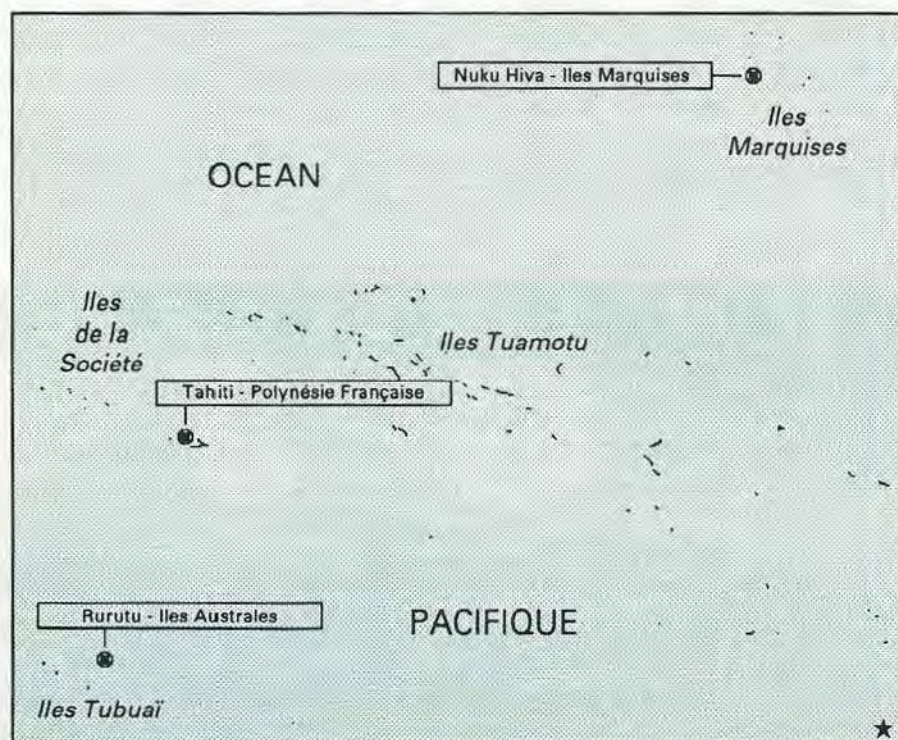 Nuku Hiva - Iles Marquises
Iles
Marquises
OCEAN
Iles
de la
Société
Iles Tuamotu
Tahiti - Polynésie Française
Rurutu - Iles Australes
PACIFIQUE
Iles Tubuaï